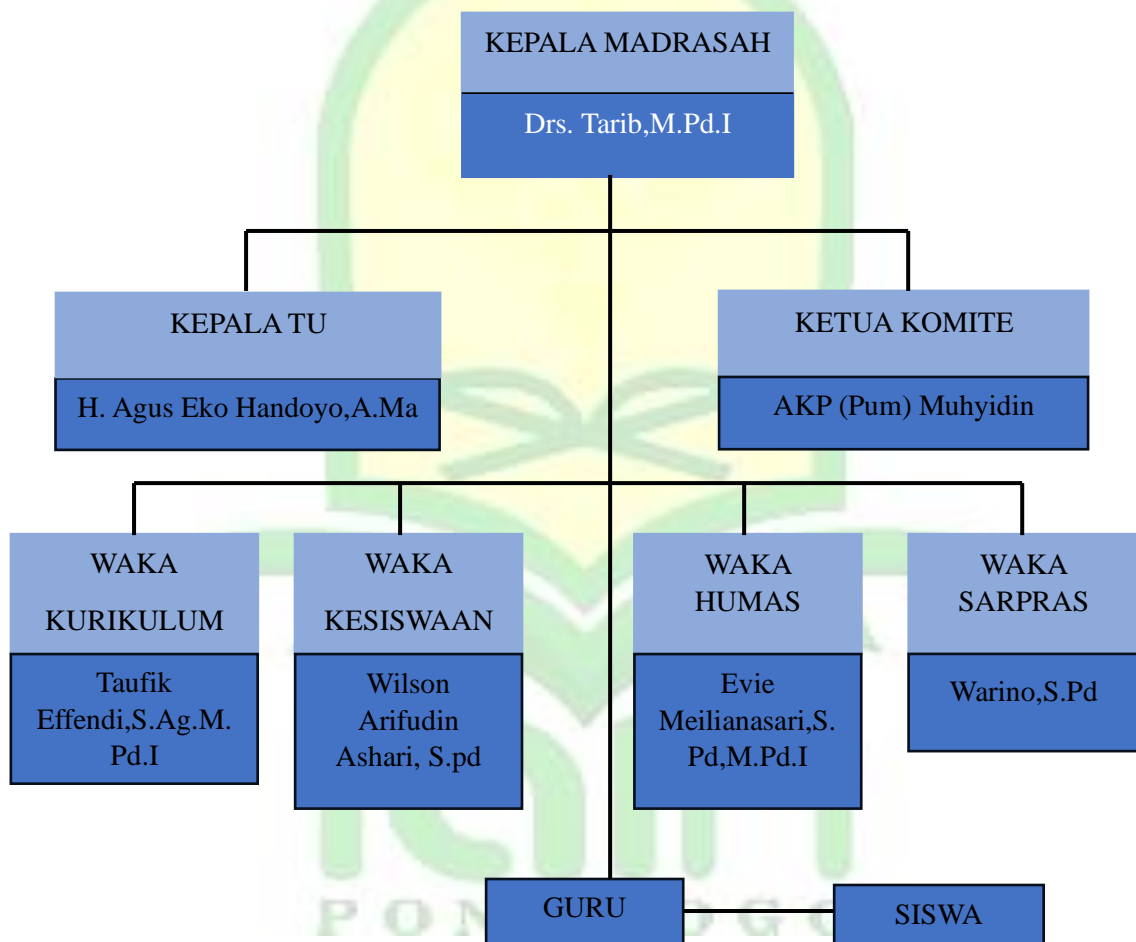 KEPALA MADRASAH
Drs. Tarib,M.Pd.I
KEPALA TU
H. Agus Eko Handoyo,A.Ma
KETUA KOMITE
AKP (Pum) Muhyidin
WAKA
KURIKULUM
Taufik
Effendi,S.Ag.M.
Pd.I
WAKA
KESISWAAN
Wilson
Arifudin
Ashari, S.pd
WAKA
HUMAS
Evie
Meilianasari,S.
Pd,M.Pd.I
WAKA
SARPRAS
Warino,S.Pd
GURU
SISWA